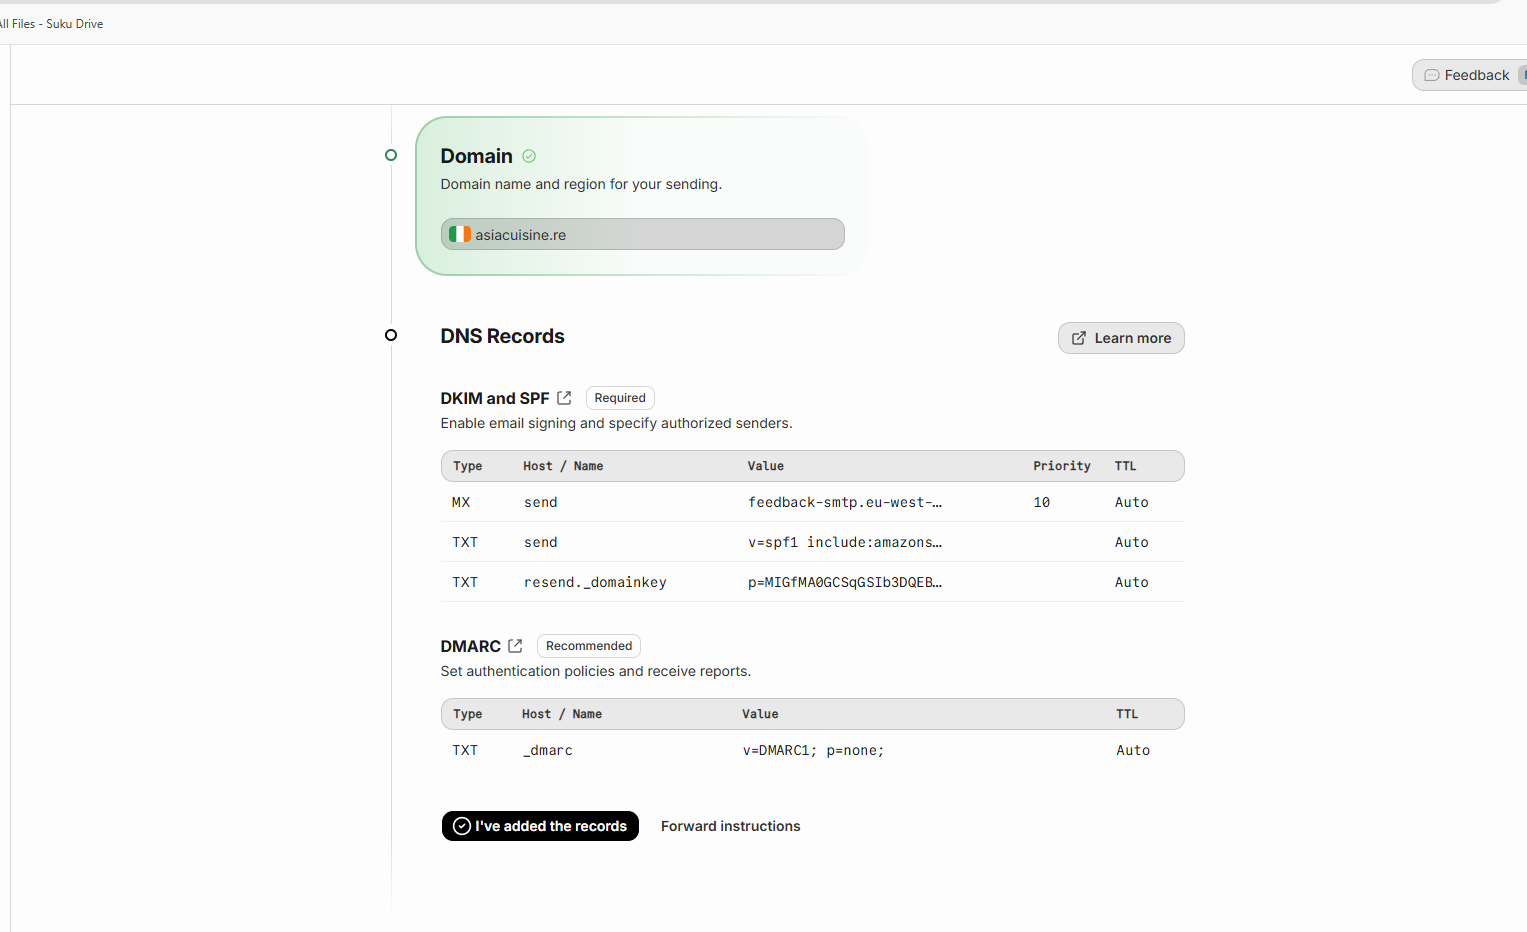 All Files - Suku Drive
Feedback
Domain
Domain name and region for your sending.
asiacuisine.re
DNS Records
Learn more
DKIM and SPF Required
Enable email signing and specify authorized senders.
Type Host / Name Value Priority TTL
MX send feedback-smtp.eu-west-… 10 Auto
TXT send v=spf1 include:amazons… Auto
TXT resend._domainkey p=MIGfMA0GCSqGSIb3DQEB… Auto
DMARC Recommended
Set authentication policies and receive reports.
Type Host / Name Value TTL
TXT _dmarc v=DMARC1; p=none; Auto
I've added the records Forward instructions